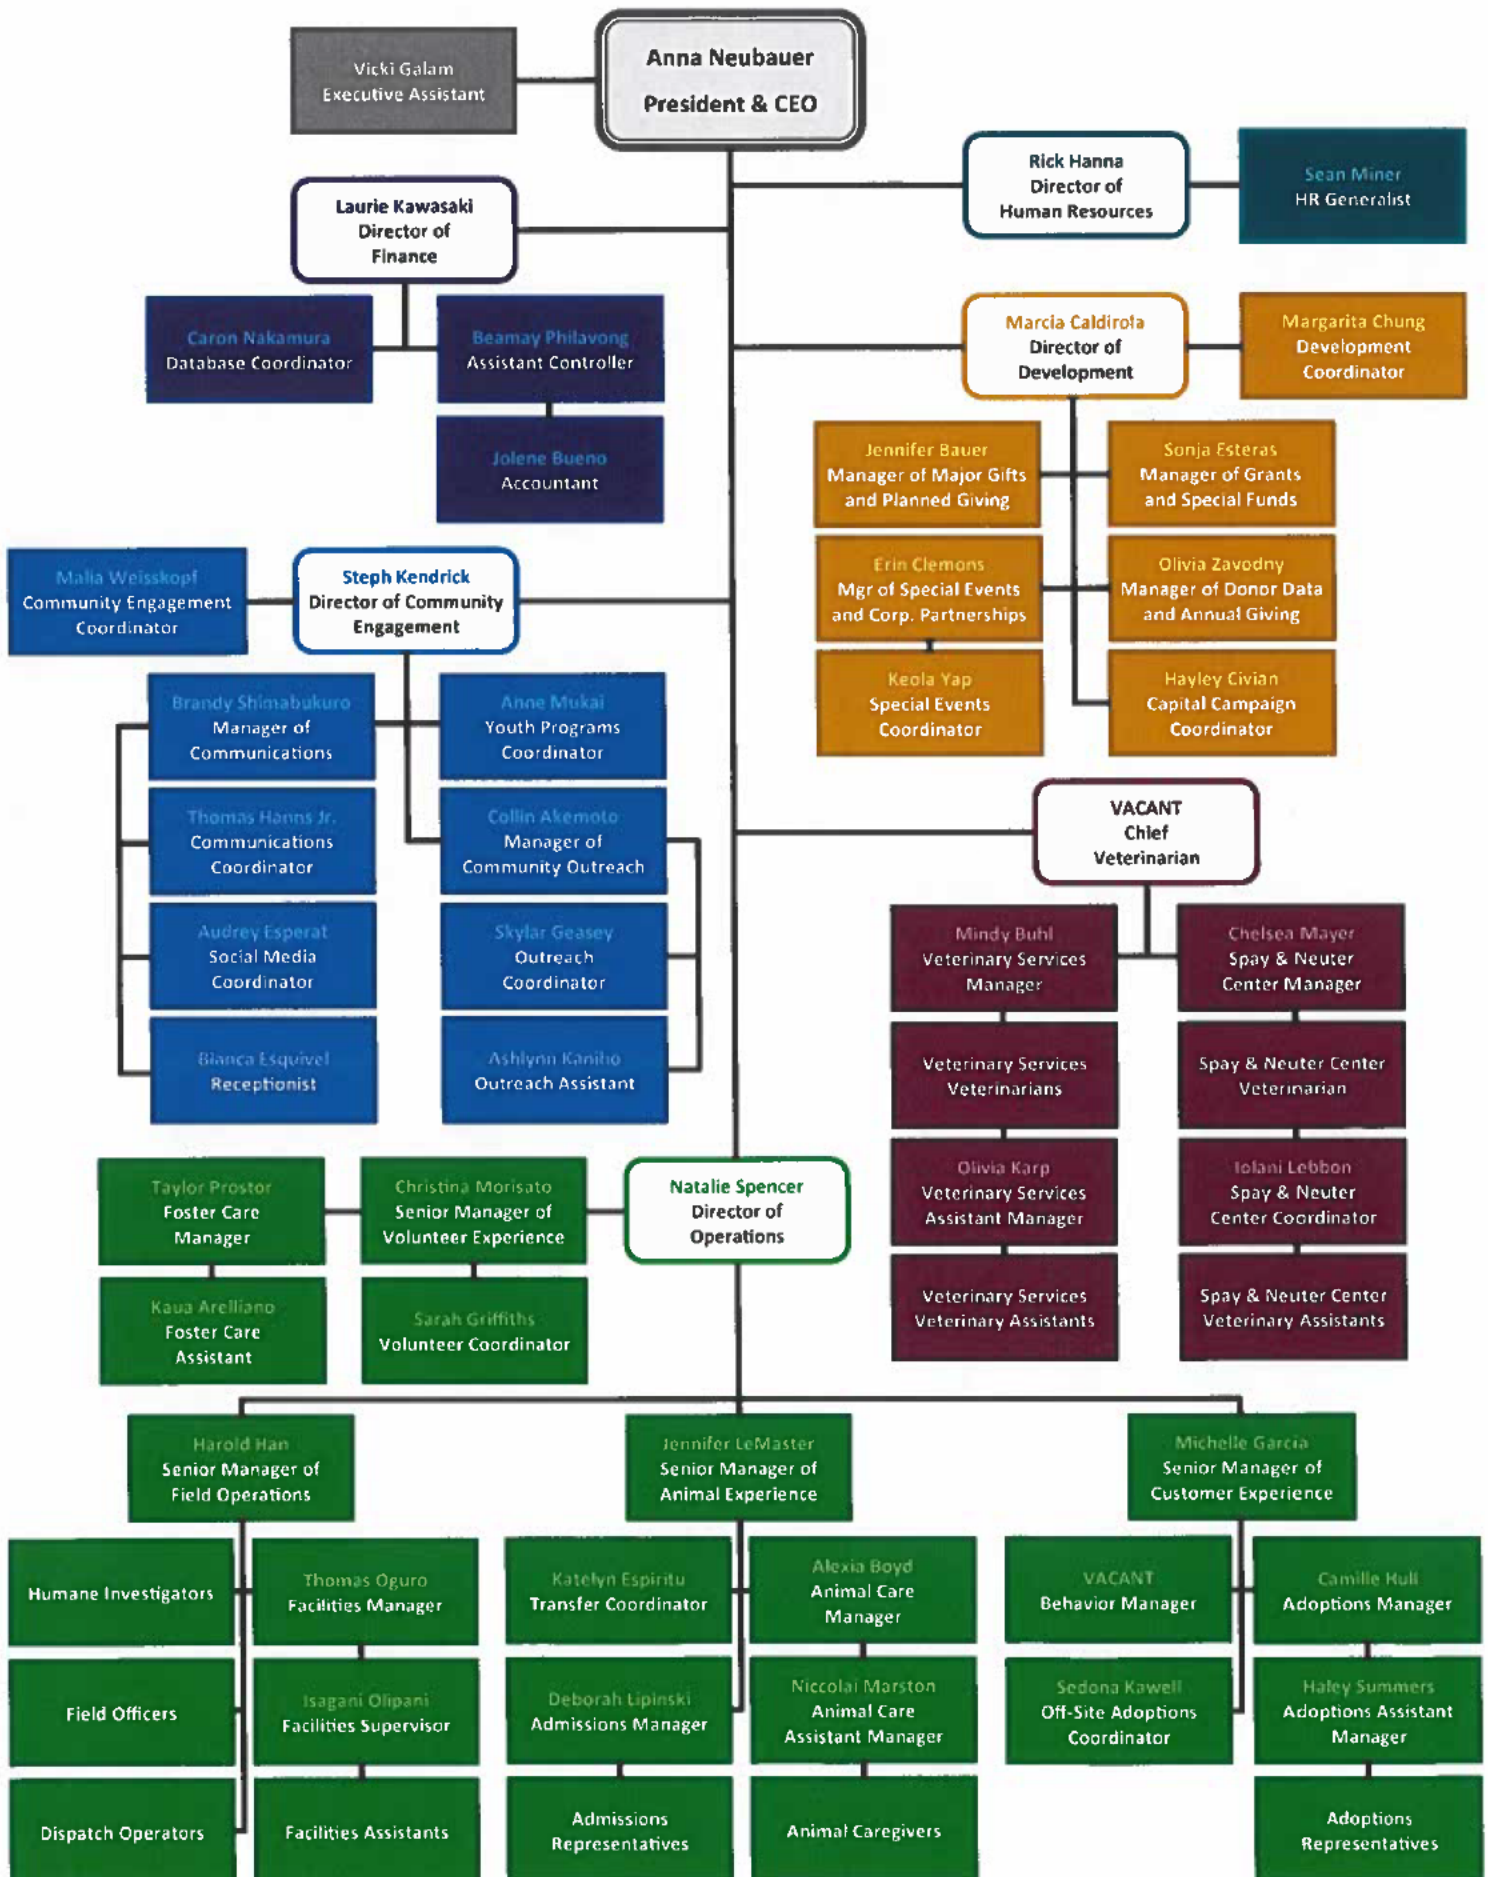 Vicki Galam
Executive Assistant
Anna Neubauer
President & CEO
Rick Hanna
Director of
Human Resources
Sean Miner
HR Generalist
Laurie Kawasaki
Director of
Finance
Caron Nakamura
Database Coordinator
Beamay Philavong
Assistant Controller
Jolene Bueno
Accountant
Marcia Caldirola
Director of
Development
Margarita Chung
Development
Coordinator
Jennifer Bauer
Manager of Major Gifts
and Planned Giving
Sonja Esteras
Manager of Grants
and Special Funds
Erin Clemons
Mgr of Special Events
and Corp. Partnerships
Olivia Zavodny
Manager of Donor Data
and Annual Giving
Keola Yap
Special Events
Coordinator
Hayley Civian
Capital Campaign
Coordinator
Malia Weisskopf
Community Engagement
Coordinator
Steph Kendrick
Director of Community
Engagement
Brandy Shimabukuro
Manager of
Communications
Anne Mukai
Youth Programs
Coordinator
Thomas Hanns Jr.
Communications
Coordinator
Collin Akemoto
Manager of
Community Outreach
Audrey Esperat
Social Media
Coordinator
Skylar Geasey
Outreach
Coordinator
Bianca Esquivel
Receptionist
Ashlynn Kaniho
Outreach Assistant
VACANT
Chief
Veterinarian
Mindy Buhl
Veterinary Services
Manager
Chelsea Mayer
Spay & Neuter
Center Manager
Veterinary Services
Veterinarians
Spay & Neuter Center
Veterinarian
Olivia Karp
Veterinary Services
Assistant Manager
Iolani Lebbon
Spay & Neuter
Center Coordinator
Veterinary Services
Veterinary Assistants
Spay & Neuter Center
Veterinary Assistants
Taylor Prostor
Foster Care
Manager
Christina Morisato
Senior Manager of
Volunteer Experience
Natalie Spencer
Director of
Operations
Kaua Arelliano
Foster Care
Assistant
Sarah Griffiths
Volunteer Coordinator
Harold Han
Senior Manager of
Field Operations
Jennifer LeMaster
Senior Manager of
Animal Experience
Michelle Garcia
Senior Manager of
Customer Experience
Humane Investigators
Thomas Oguro
Facilities Manager
Katelyn Espiritu
Transfer Coordinator
Alexia Boyd
Animal Care
Manager
VACANT
Behavior Manager
Camille Hull
Adoptions Manager
Field Officers
Isagani Olipani
Facilities Supervisor
Deborah Lipinski
Admissions Manager
Niccolai Marston
Animal Care
Assistant Manager
Sedona Kawell
Off-Site Adoptions
Coordinator
Haley Summers
Adoptions Assistant
Manager
Dispatch Operators
Facilities Assistants
Admissions
Representatives
Animal Caregivers
Adoptions
Representatives